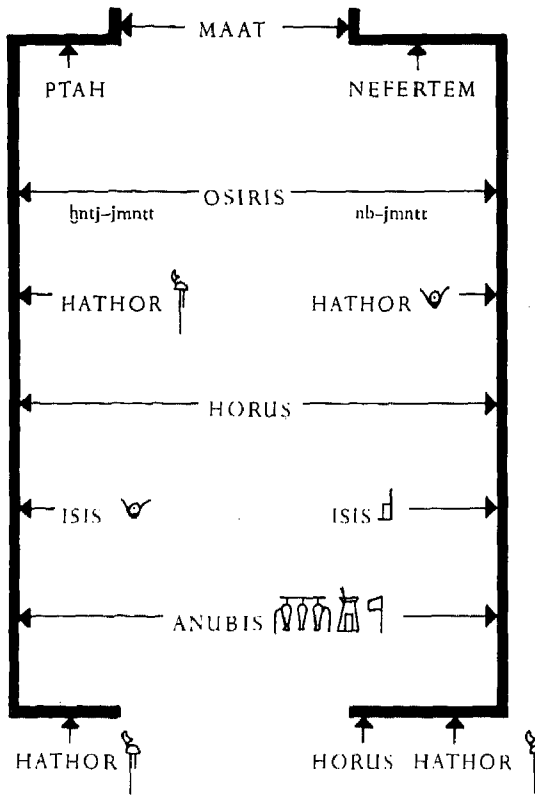 MAAT
PTAH NEFERTEM
OSIRIS
ḫntj-jmntt nb-jmntt
HATHOR HATHOR
HORUS
ISIS ISIS
ANUBIS
HATHOR HORUS HATHOR